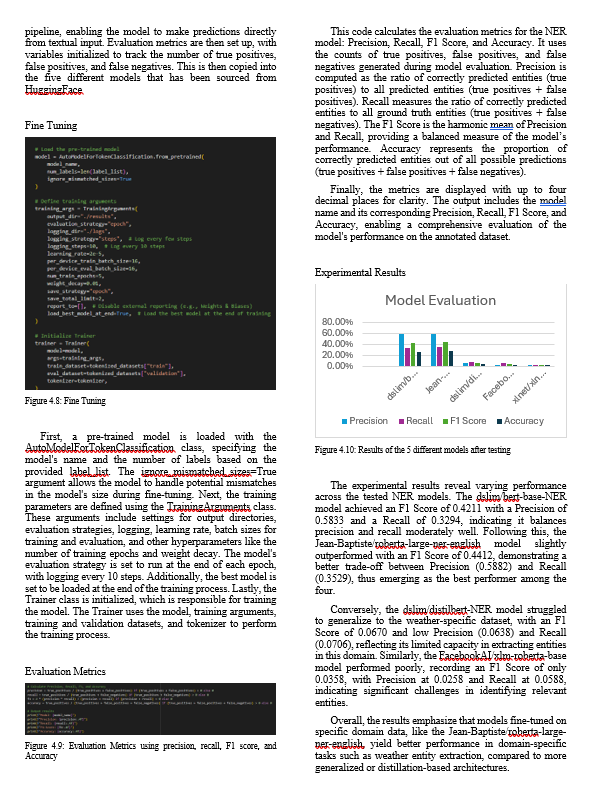 pipeline, enabling the model to make predictions directly
from textual input. Evaluation metrics are then set up, with
variables initialized to track the number of true positives,
false positives, and false negatives. This is then copied into
the five different models that has been sourced from
HuggingFace
Fine Tuning
# Load the pre-trained model
model = AutoModelForTokenClassification.from_pretrained(
model_name,
num_labels=len(label_list),
ignore_mismatched_sizes=True
)
# Define training arguments
training_args = TrainingArguments(
output_dir="./results",
evaluation_strategy="epoch",
logging_dir="./logs",
logging_strategy="steps", # Log every few steps
logging_steps=10, # Log every 10 steps
learning_rate=2e-5,
per_device_train_batch_size=16,
per_device_eval_batch_size=16,
num_train_epochs=5,
weight_decay=0.01,
save_strategy="epoch",
save_total_limit=2,
report_to=[], # Disable external reporting (e.g., Weights & Biases)
load_best_model_at_end=True, # Load the best model at the end of training
)
# Initialize Trainer
trainer = Trainer(
model=model,
args=training_args,
train_dataset=tokenized_datasets["train"],
eval_dataset=tokenized_datasets["validation"],
tokenizer=tokenizer,
)
Figure 4.8: Fine Tuning
First, a pre-trained model is loaded with the
AutoModelForTokenClassification class, specifying the
model's name and the number of labels based on the
provided label_list. The ignore_mismatched_sizes=True
argument allows the model to handle potential mismatches
in the model's size during fine-tuning. Next, the training
parameters are defined using the TrainingArguments class.
These arguments include settings for output directories,
evaluation strategies, logging, learning rate, batch sizes for
training and evaluation, and other hyperparameters like the
number of training epochs and weight decay. The model's
evaluation strategy is set to run at the end of each epoch,
with logging every 10 steps. Additionally, the best model is
set to be loaded at the end of the training process. Lastly, the
Trainer class is initialized, which is responsible for training
the model. The Trainer uses the model, training arguments,
training and validation datasets, and tokenizer to perform
the training process.
Evaluation Metrics
Figure 4.9: Evaluation Metrics using precision, recall, F1 score, and
Accuracy
This code calculates the evaluation metrics for the NER
model: Precision, Recall, F1 Score, and Accuracy. It uses
the counts of true positives, false positives, and false
negatives generated during model evaluation. Precision is
computed as the ratio of correctly predicted entities (true
positives) to all predicted entities (true positives + false
positives). Recall measures the ratio of correctly predicted
entities to all ground truth entities (true positives + false
negatives). The F1 Score is the harmonic mean of Precision
and Recall, providing a balanced measure of the model's
performance. Accuracy represents the proportion of
correctly predicted entities out of all possible predictions
(true positives + false positives + false negatives).
Finally, the metrics are displayed with up to four
decimal places for clarity. The output includes the model
name and its corresponding Precision, Recall, F1 Score, and
Accuracy, enabling a comprehensive evaluation of the
model's performance on the annotated dataset.
Experimental Results
Model Evaluation
80.00%
60.00%
40.00%
20.00%
0.00%
dslim/b... Jean-... dslim/di... Facebo... xlnet/xln...
Precision Recall F1 Score Accuracy
Figure 4.10: Results of the 5 different models after testing
The experimental results reveal varying performance
across the tested NER models. The dslim/bert-base-NER
model achieved an F1 Score of 0.4211 with a Precision of
0.5833 and a Recall of 0.3294, indicating it balances
precision and recall moderately well. Following this, the
Jean-Baptiste/roberta-large-ner-english model slightly
outperformed with an F1 Score of 0.4412, demonstrating a
better trade-off between Precision (0.5882) and Recall
(0.3529), thus emerging as the best performer among the
four.
Conversely, the dslim/distilbert-NER model struggled
to generalize to the weather-specific dataset, with an F1
Score of 0.0670 and low Precision (0.0638) and Recall
(0.0706), reflecting its limited capacity in extracting entities
in this domain. Similarly, the FacebookAI/xlm-roberta-base
model performed poorly, recording an F1 Score of only
0.0358, with Precision at 0.0258 and Recall at 0.0588,
indicating significant challenges in identifying relevant
entities.
Overall, the results emphasize that models fine-tuned on
specific domain data, like the Jean-Baptiste/roberta-large-
ner-english, yield better performance in domain-specific
tasks such as weather entity extraction, compared to more
generalized or distillation-based architectures.